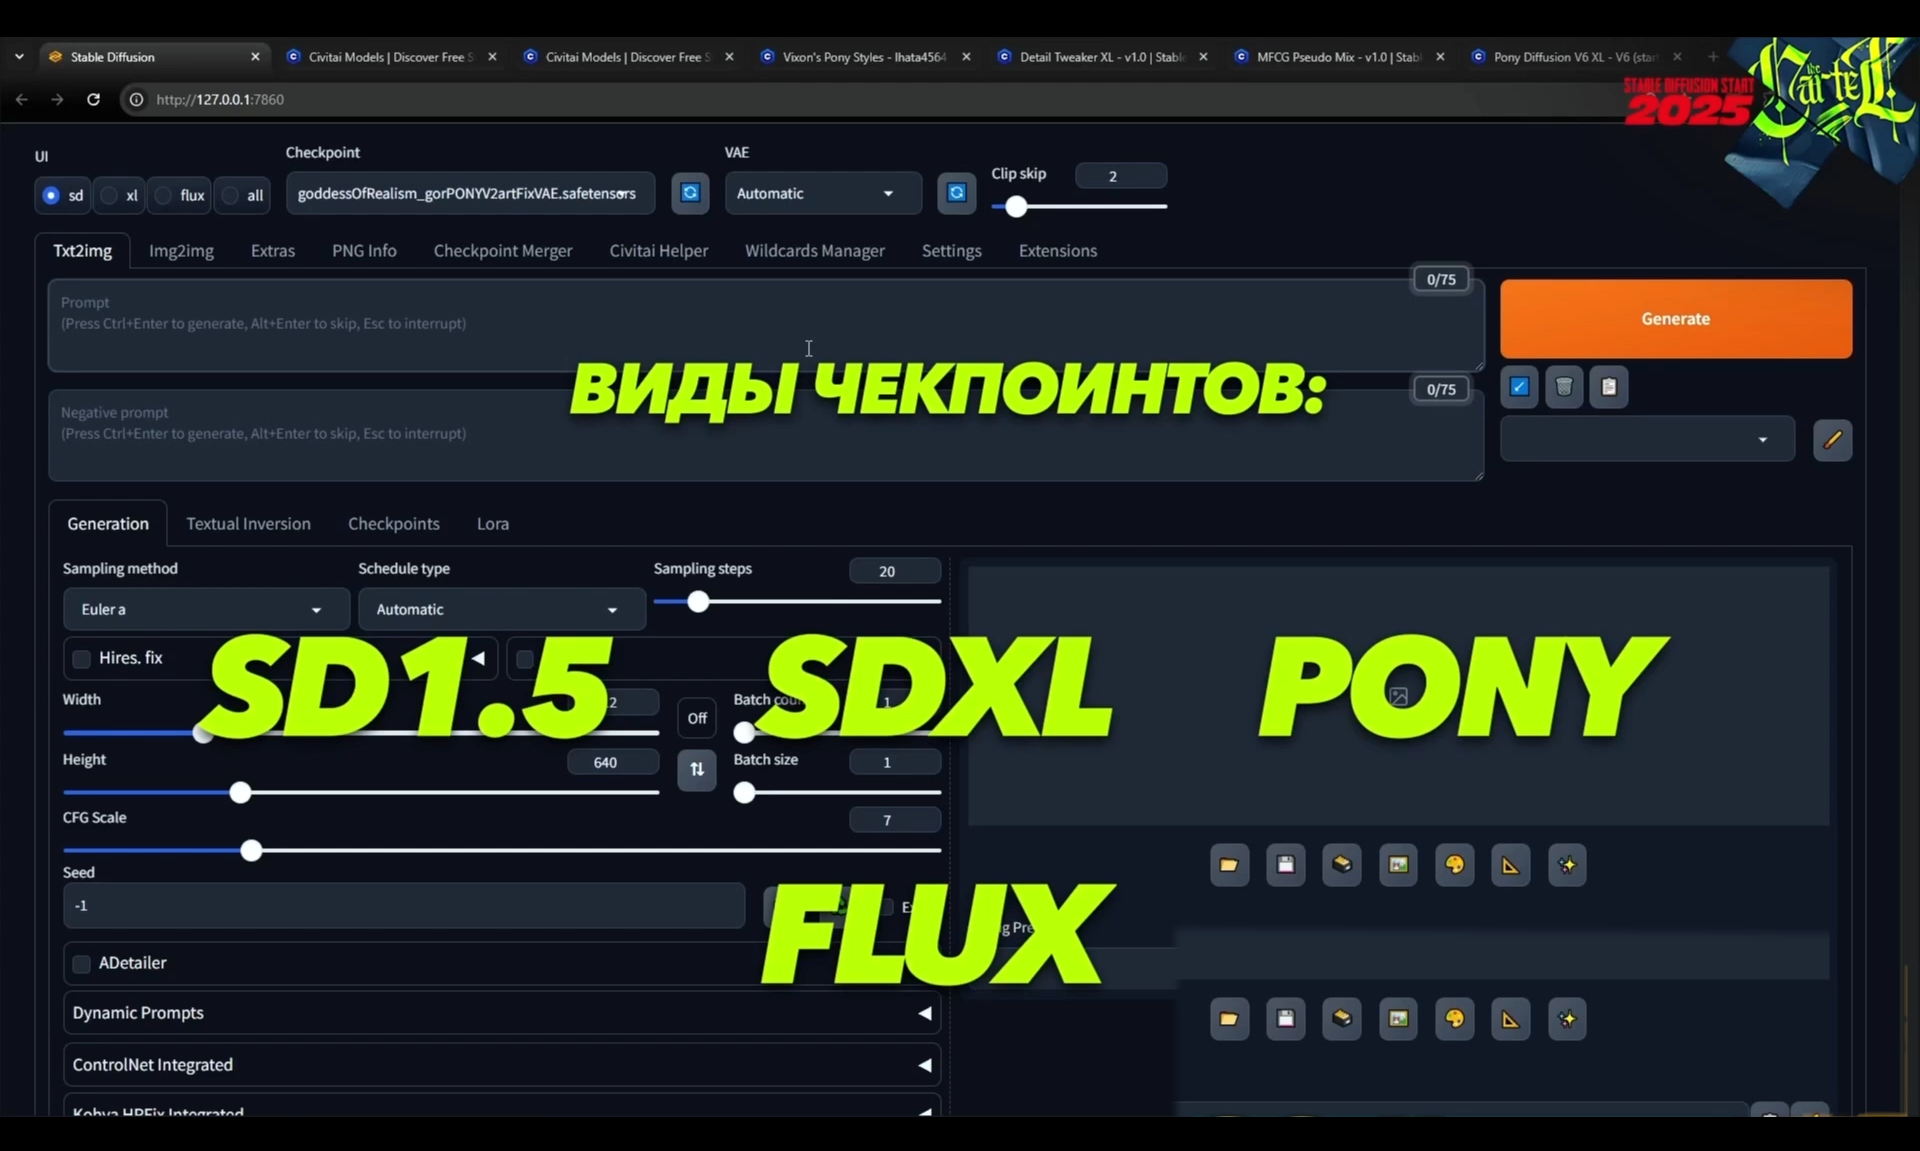 Stable Diffusion
Civitai Models | Discover Free S
Civitai Models | Discover Free S
Vixon's Pony Styles - Ihata4564
Detail Tweaker XL - v1.0 | Stable
MFCG Pseudo Mix - v1.0 | Stabl
Pony Diffusion V6 XL - V6 (star
http://127.0.0.1:7860
STABLE DIFFUSION START
2025
the Cartel
UI
Checkpoint
VAE
Clip skip
2
sd
xl
flux
all
goddessOfRealism_gorPONYV2artFixVAE.safetensors
Automatic
Txt2img
Img2img
Extras
PNG Info
Checkpoint Merger
Civitai Helper
Wildcards Manager
Settings
Extensions
0/75
Prompt
(Press Ctrl+Enter to generate, Alt+Enter to skip, Esc to interrupt)
Generate
ВИДЫ ЧЕКПОИНТОВ:
0/75
Negative prompt
(Press Ctrl+Enter to generate, Alt+Enter to skip, Esc to interrupt)
Generation
Textual Inversion
Checkpoints
Lora
Sampling method
Schedule type
Sampling steps
20
Euler a
Automatic
Hires. fix
SD1.5
SDXL
PONY
Width
2
Off
Batch cou
1
Height
640
Batch size
1
CFG Scale
7
Seed
-1
FLUX
Ex
g Pre
ADetailer
Dynamic Prompts
ControlNet Integrated
Kohya HRFix Integrated